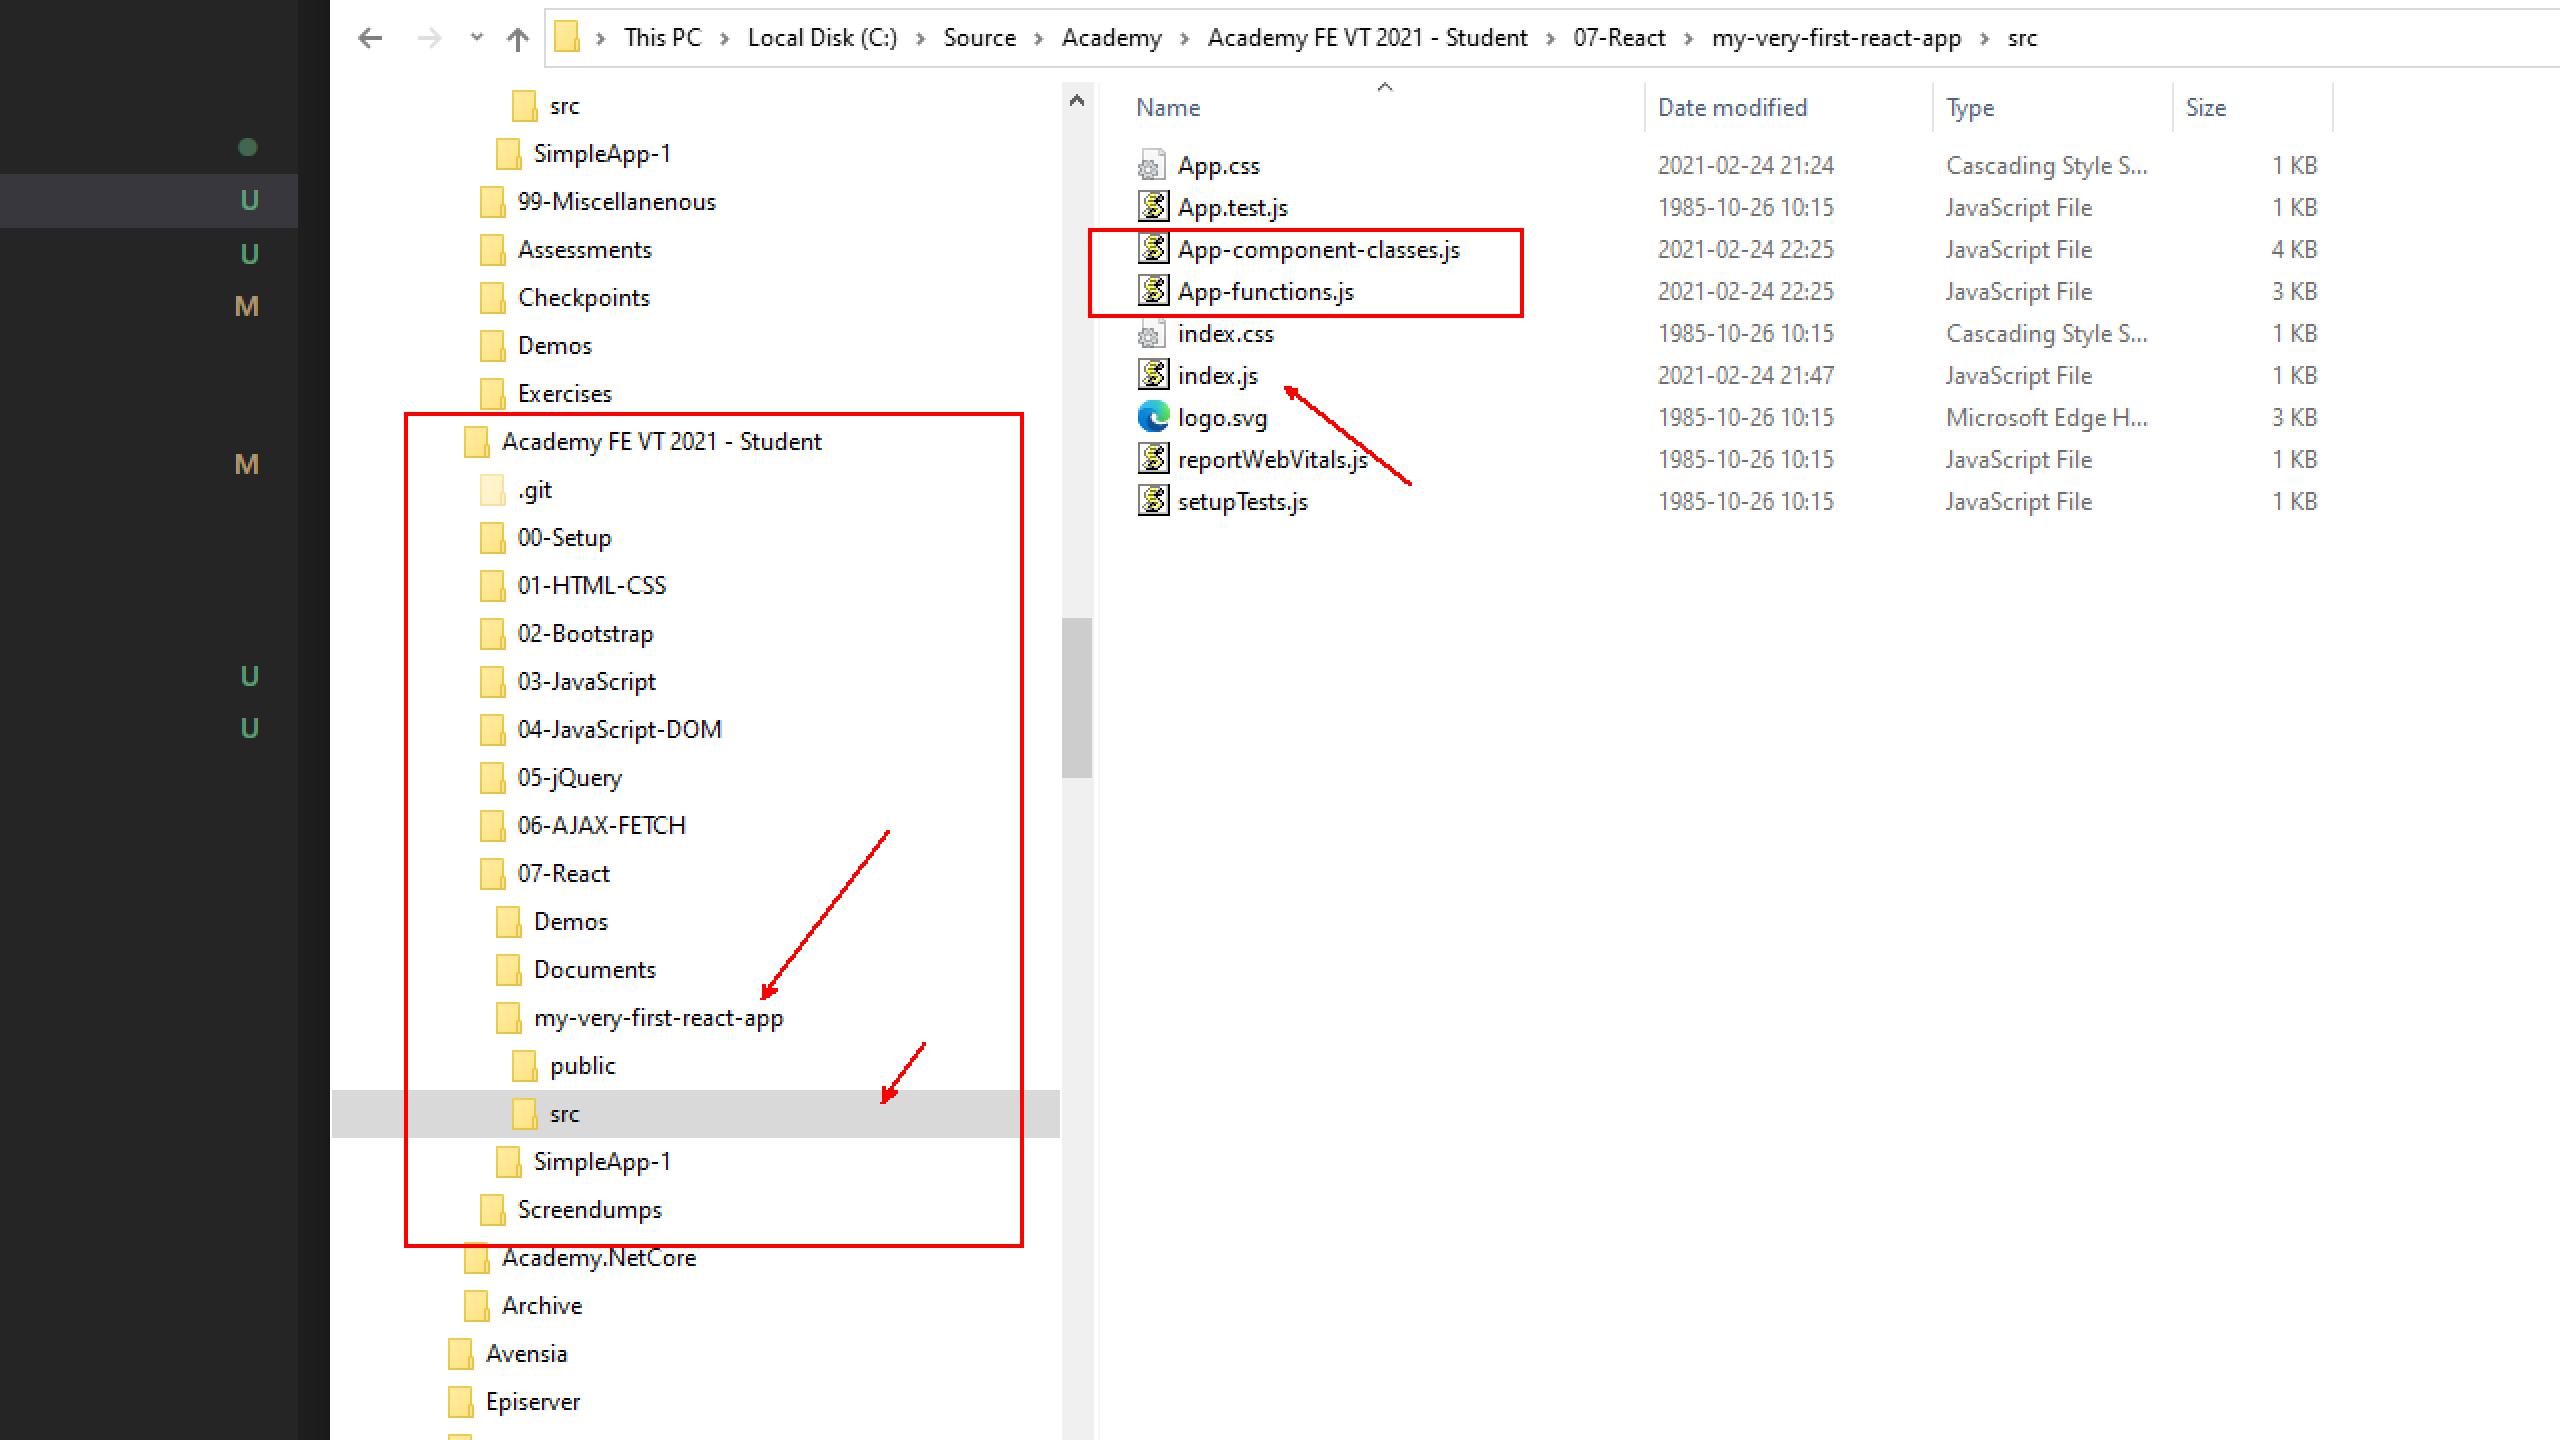 This PC > Local Disk (C:) > Source > Academy > Academy FE VT 2021 - Student > 07-React > my-very-first-react-app > src
U
U
M
M
U
U
src
SimpleApp-1
99-Miscellanenous
Assessments
Checkpoints
Demos
Exercises
Academy FE VT 2021 - Student
.git
00-Setup
01-HTML-CSS
02-Bootstrap
03-JavaScript
04-JavaScript-DOM
05-jQuery
06-AJAX-FETCH
07-React
Demos
Documents
my-very-first-react-app
public
src
SimpleApp-1
Screendumps
Academy.NetCore
Archive
Avensia
Episerver
Name Date modified Type Size
App.css 2021-02-24 21:24 Cascading Style S... 1 KB
App.test.js 1985-10-26 10:15 JavaScript File 1 KB
App-component-classes.js 2021-02-24 22:25 JavaScript File 4 KB
App-functions.js 2021-02-24 22:25 JavaScript File 3 KB
index.css 1985-10-26 10:15 Cascading Style S... 1 KB
index.js 2021-02-24 21:47 JavaScript File 1 KB
logo.svg 1985-10-26 10:15 Microsoft Edge H... 3 KB
reportWebVitals.js 1985-10-26 10:15 JavaScript File 1 KB
setupTests.js 1985-10-26 10:15 JavaScript File 1 KB